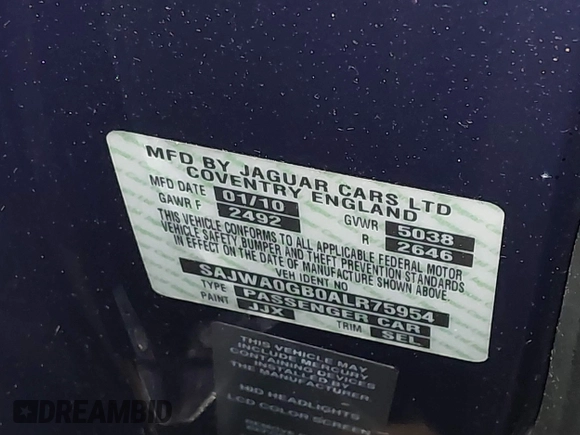 MFD BY JAGUAR CARS LTD
COVENTRY ENGLAND
MFD DATE 01/10 GVWR 5038
GAWR F 2492 R 2646
THIS VEHICLE CONFORMS TO ALL APPLICABLE FEDERAL MOTOR
VEHICLE SAFETY, BUMPER AND THEFT PREVENTION STANDARDS
IN EFFECT ON THE DATE OF MANUFACTURE SHOWN ABOVE.
VEH IDENT NO
SAJWA0GB0ALR75954
TYPE PASSENGER CAR
PAINT JJX TRIM SEL
THIS VEHICLE MAY
INCLUDE MERCURY
CONTAINING DEVICES
INSTALLED BY
THE MANUFACTURER
HID HEADLIGHTS
LCD COLOR SCREEN
DREAMBID